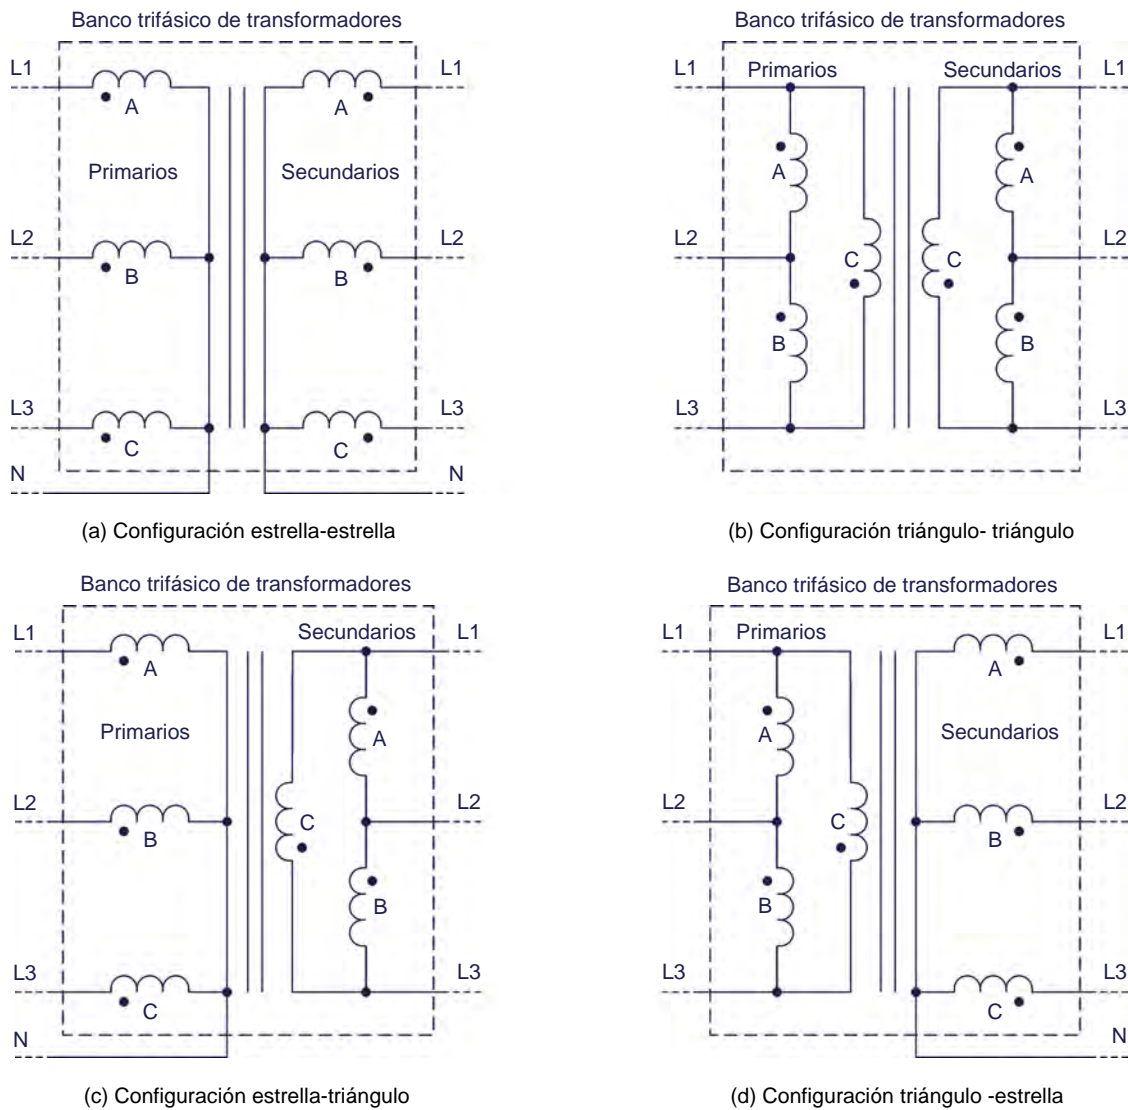 Banco trifásico de transformadores
L1
L1
A
A
Primarios
Secundarios
L2
L2
B
B
L3
L3
C
C
N
N
(a) Configuración estrella-estrella
Banco trifásico de transformadores
L1
Primarios
Secundarios
L1
A
A
L2
L2
C
C
B
B
L3
L3
(b) Configuración triángulo- triángulo
Banco trifásico de transformadores
L1
Secundarios
L1
A
Primarios
A
L2
L2
B
C
B
L3
L3
C
N
(c) Configuración estrella-triángulo
Banco trifásico de transformadores
L1
Primarios
L1
A
A
Secundarios
L2
L2
C
B
B
L3
L3
C
N
(d) Configuración triángulo -estrella